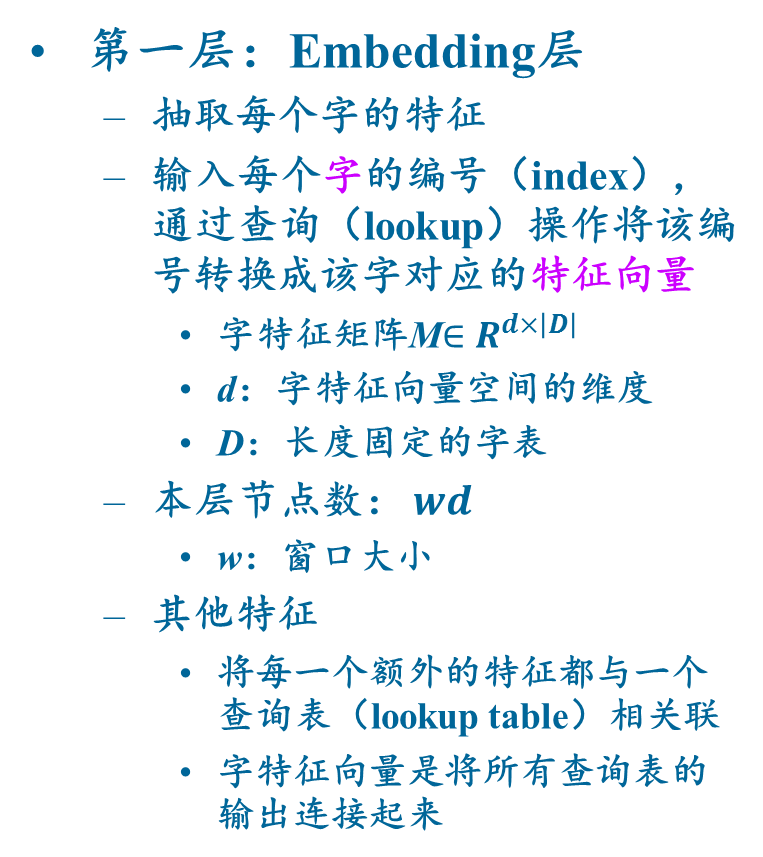 • 第一层：Embedding层
– 抽取每个字的特征
– 输入每个字的编号（index），
通过查询（lookup）操作将该编
号转换成该字对应的特征向量
• 字特征矩阵M∈ R^{d×|D|}
• d：字特征向量空间的维度
• D：长度固定的字表
– 本层节点数：wd
• w：窗口大小
– 其他特征
• 将每一个额外的特征都与一个
查询表（lookup table）相关联
• 字特征向量是将所有查询表的
输出连接起来